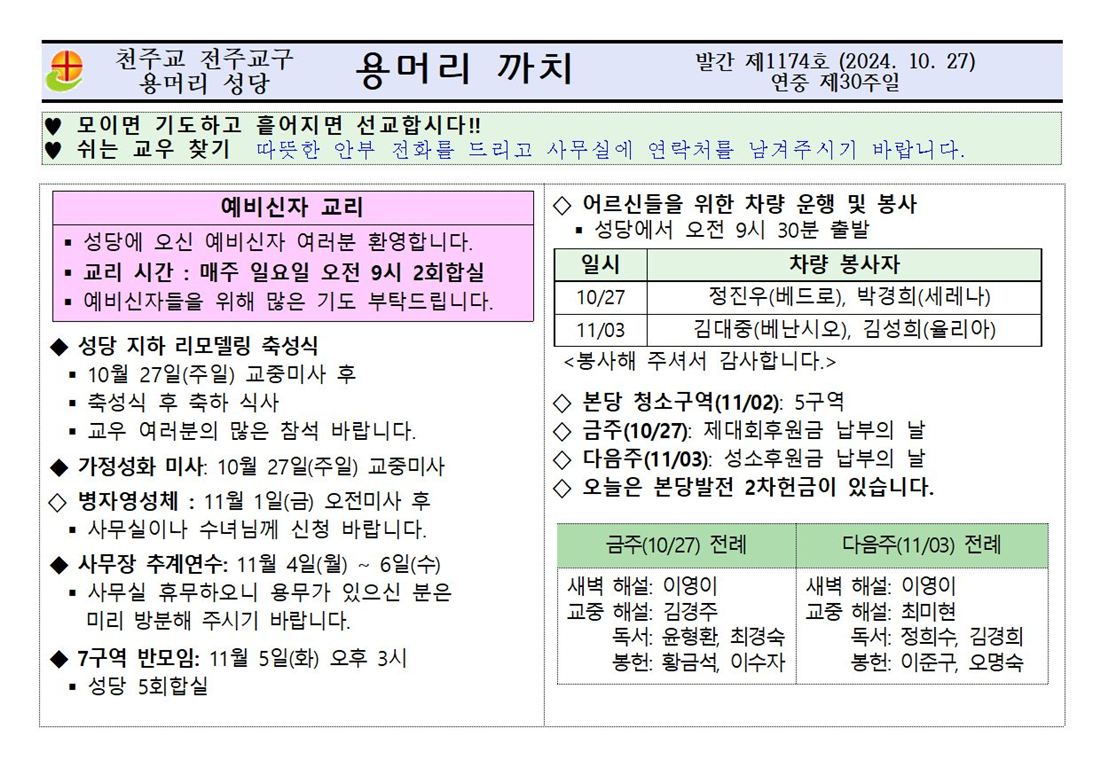 천주교 전주교구
용머리 성당
용머리 까치
발간 제1174호 (2024. 10. 27)
연중 제30주일
♥ 모이면 기도하고 흩어지면 선교합시다!!
♥ 쉬는 교우 찾기 따뜻한 안부 전화를 드리고 사무실에 연락처를 남겨주시기 바랍니다.
예비신자 교리
▪ 성당에 오신 예비신자 여러분 환영합니다.
▪ 교리 시간 : 매주 일요일 오전 9시 2회합실
▪ 예비신자들을 위해 많은 기도 부탁드립니다.
◆ 성당 지하 리모델링 축성식
▪ 10월 27일(주일) 교중미사 후
▪ 축성식 후 축하 식사
▪ 교우 여러분의 많은 참석 바랍니다.
◆ 가정성화 미사: 10월 27일(주일) 교중미사
◇ 병자영성체 : 11월 1일(금) 오전미사 후
▪ 사무실이나 수녀님께 신청 바랍니다.
◆ 사무장 추계연수: 11월 4일(월) ~ 6일(수)
▪ 사무실 휴무하오니 용무가 있으신 분은
미리 방분해 주시기 바랍니다.
◆ 7구역 반모임: 11월 5일(화) 오후 3시
▪ 성당 5회합실
◇ 어르신들을 위한 차량 운행 및 봉사
▪ 성당에서 오전 9시 30분 출발
일시 차량 봉사자
10/27 정진우(베드로), 박경희(세레나)
11/03 김대중(베난시오), 김성희(율리아)
<봉사해 주셔서 감사합니다.>
◇ 본당 청소구역(11/02): 5구역
◇ 금주(10/27): 제대회후원금 납부의 날
◇ 다음주(11/03): 성소후원금 납부의 날
◇ 오늘은 본당발전 2차헌금이 있습니다.
금주(10/27) 전례
새벽 해설: 이영이
교중 해설: 김경주
독서: 윤형환, 최경숙
봉헌: 황금석, 이수자
다음주(11/03) 전례
새벽 해설: 이영이
교중 해설: 최미현
독서: 정희수, 김경희
봉헌: 이준구, 오명숙